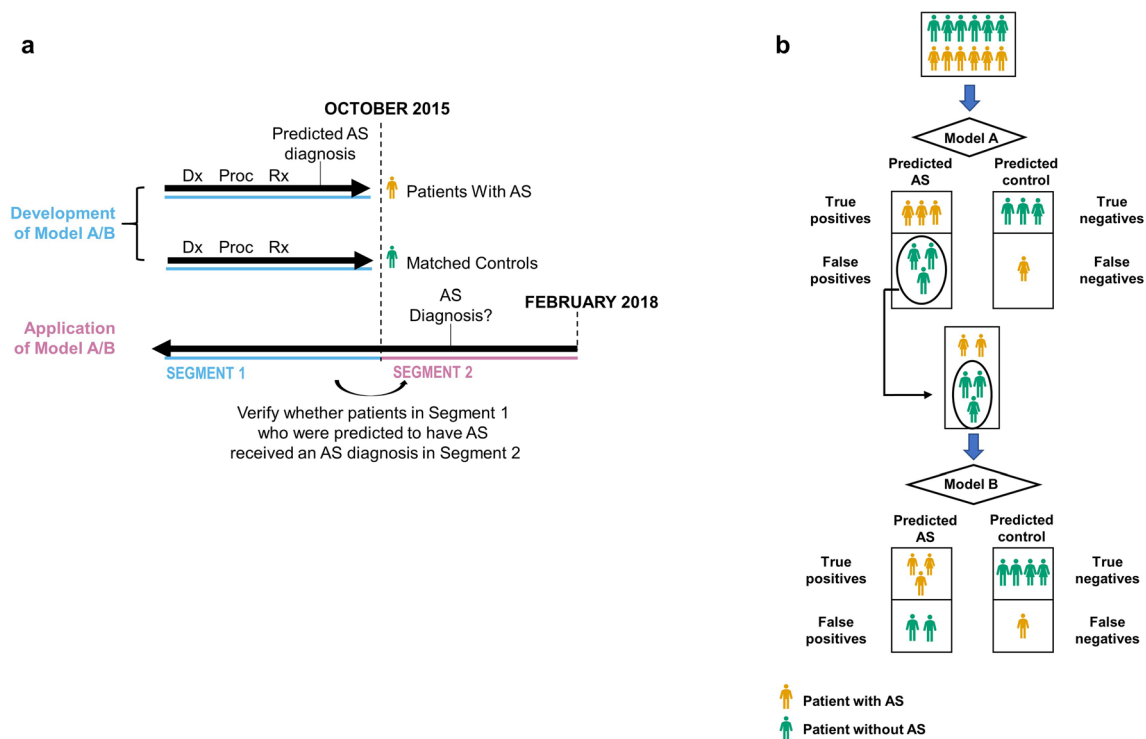 a
OCTOBER 2015
Predicted AS
diagnosis
Dx Proc Rx
Patients With AS
Development
of Model A/B
Dx Proc Rx
Matched Controls
AS
Diagnosis?
FEBRUARY 2018
Application
of Model A/B
SEGMENT 1
SEGMENT 2
Verify whether patients in Segment 1
who were predicted to have AS
received an AS diagnosis in Segment 2
b
Model A
Predicted
AS
Predicted
control
True
positives
True
negatives
False
positives
False
negatives
Model B
Predicted
AS
Predicted
control
True
positives
True
negatives
False
positives
False
negatives
Patient with AS
Patient without AS